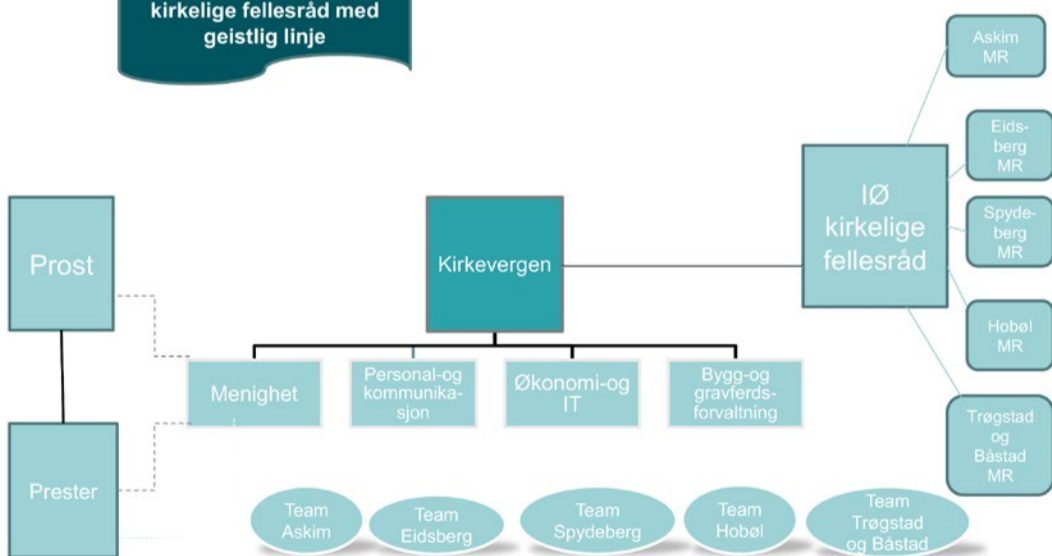 kirkelige fellesråd med
geistlig linje
Askim
MR
Eids-
berg
MR
Spyde-
berg
MR
Hobøl
MR
Trøgstad
og
Båstad
MR
IØ
kirkelige
fellesråd
Kirkevergen
Prost
Prester
Menighet
Personal-og
kommunika-
sjon
Økonomi-og
IT
Bygg-og
gravferds-
forvaltning
Team
Askim
Team
Eidsberg
Team
Spydeberg
Team
Hobøl
Team
Trøgstad
og Båstad